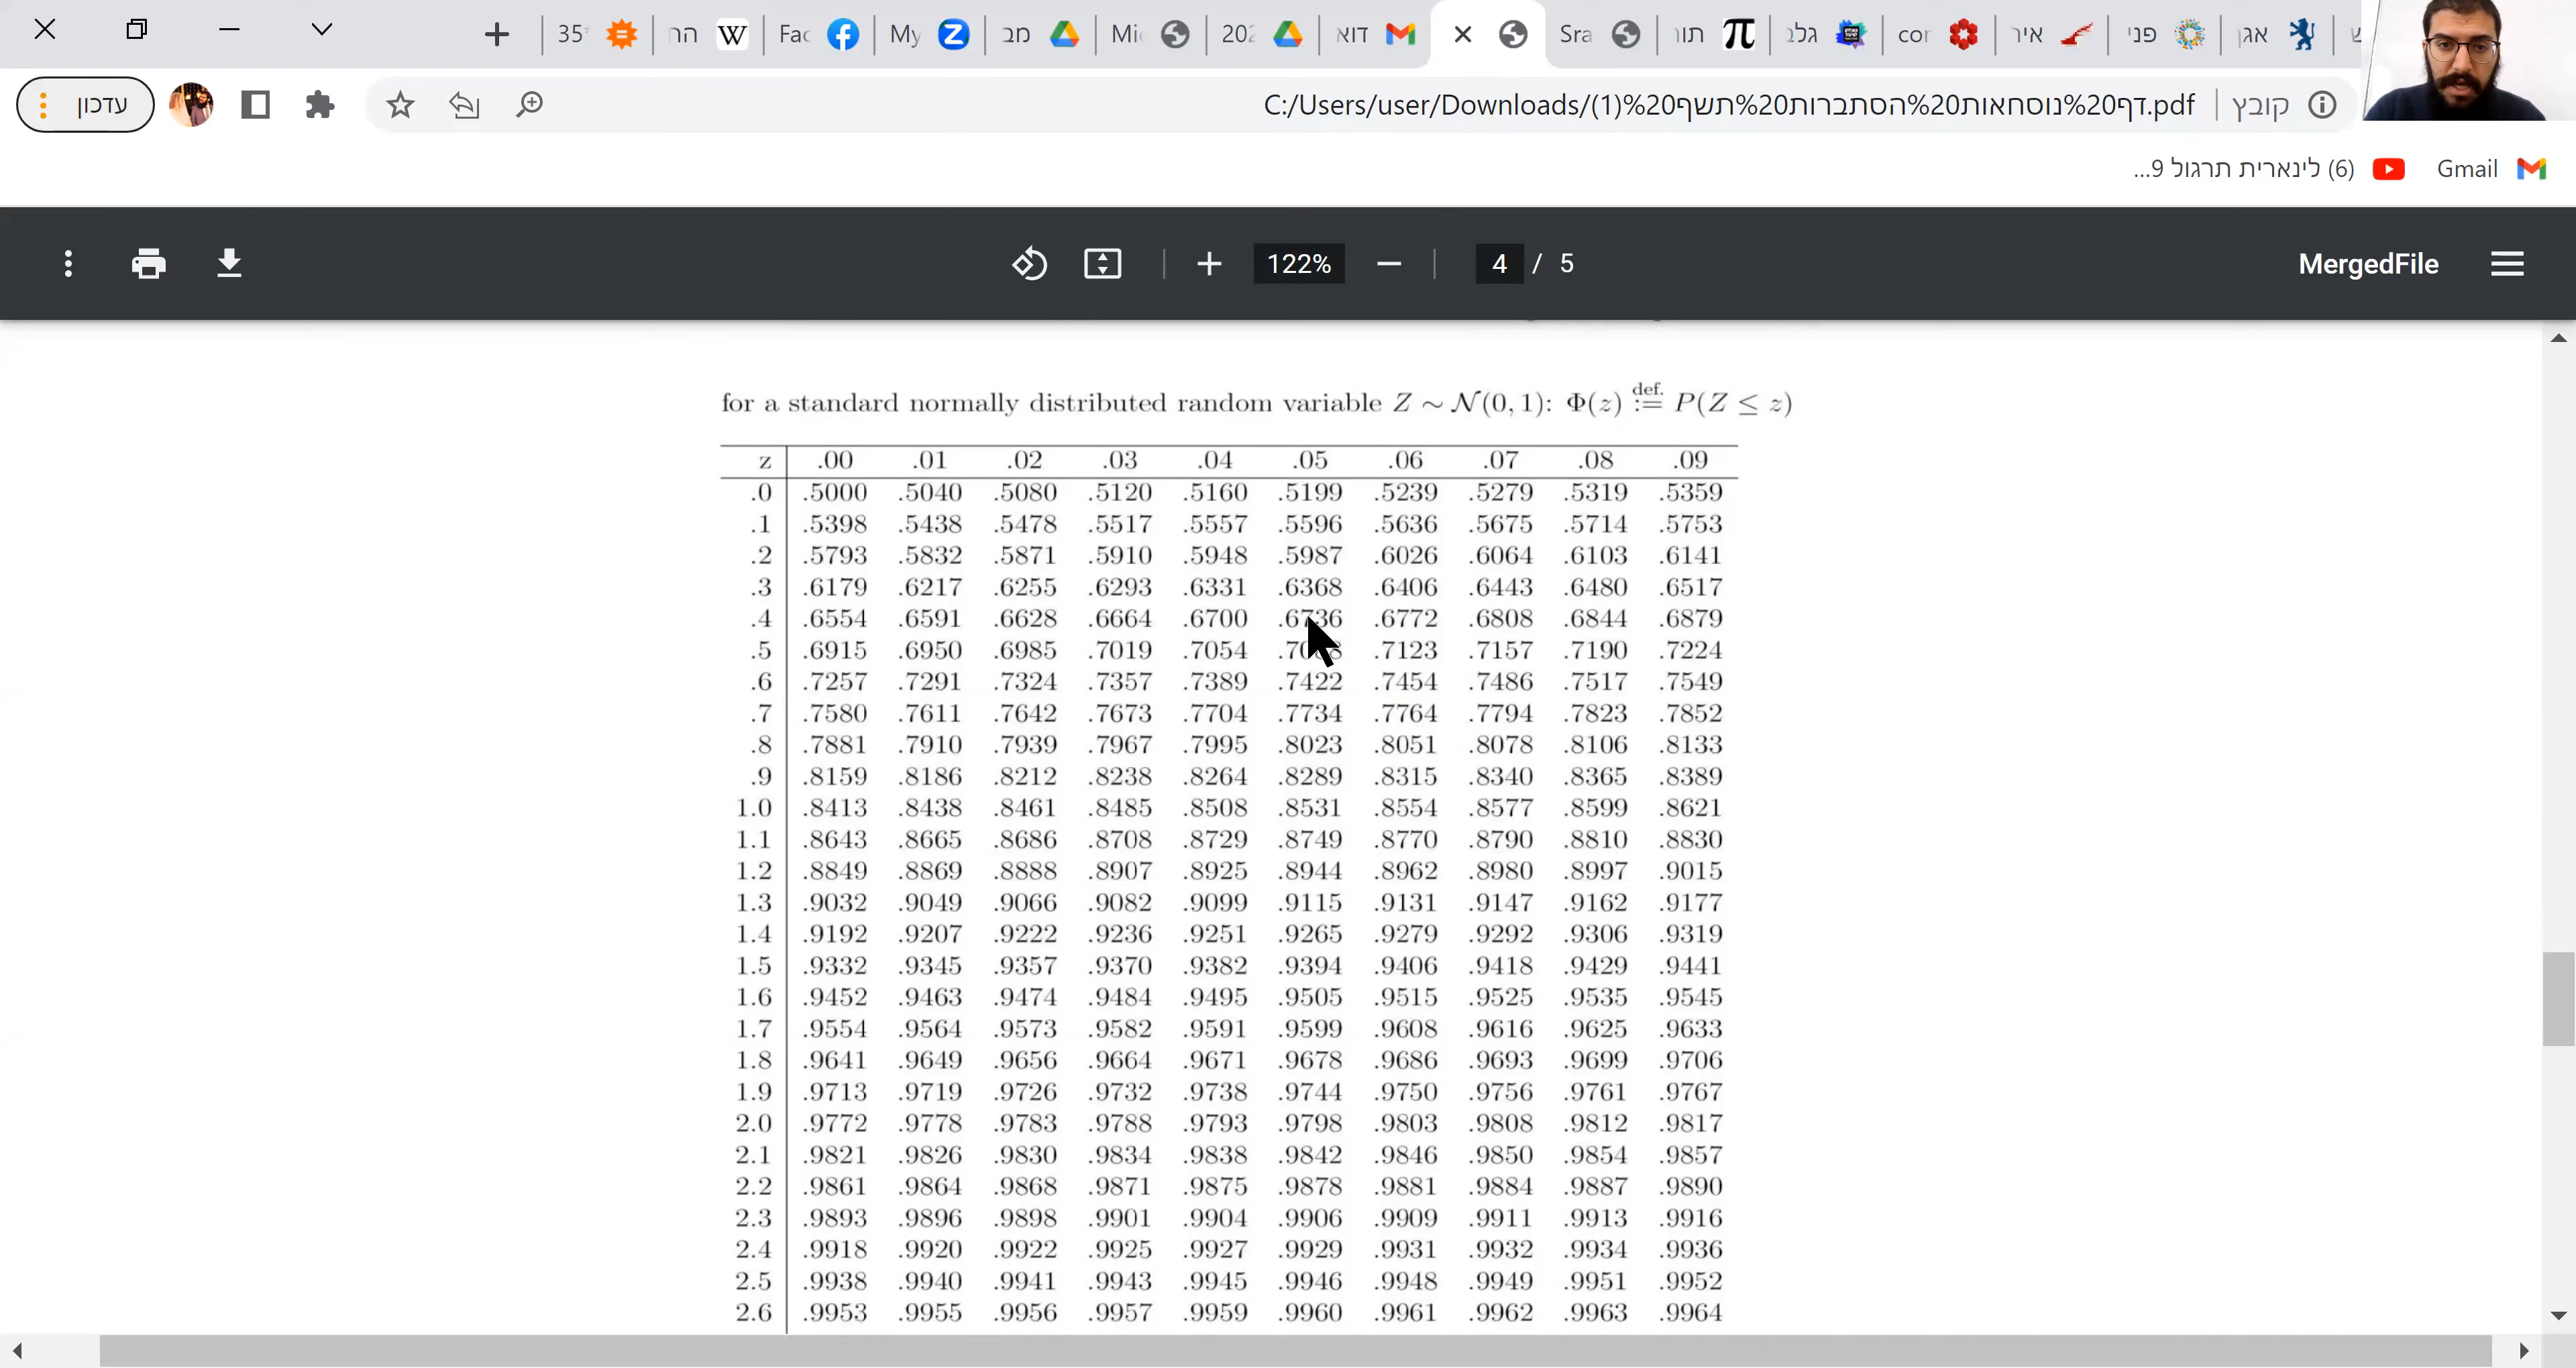 35°
הח
Fac
My
מב
Mi
202
דוא
Sra
תור
גלב
cor
איר
פני
אגן
עדכון
C:/Users/user/Downloads/(1)%20דף%20נוסחאות%20הסתברות%20תשף.pdf
קובץ
לינארית תרגול 9... (6)
Gmail
122%
4 / 5
MergedFile
for a standard normally distributed random variable Z ∼ N(0, 1): Φ(z) def. := P(Z ≤ z)
z .00 .01 .02 .03 .04 .05 .06 .07 .08 .09
.0 .5000 .5040 .5080 .5120 .5160 .5199 .5239 .5279 .5319 .5359
.1 .5398 .5438 .5478 .5517 .5557 .5596 .5636 .5675 .5714 .5753
.2 .5793 .5832 .5871 .5910 .5948 .5987 .6026 .6064 .6103 .6141
.3 .6179 .6217 .6255 .6293 .6331 .6368 .6406 .6443 .6480 .6517
.4 .6554 .6591 .6628 .6664 .6700 .6736 .6772 .6808 .6844 .6879
.5 .6915 .6950 .6985 .7019 .7054 .7123 .7157 .7190 .7224
.6 .7257 .7291 .7324 .7357 .7389 .7422 .7454 .7486 .7517 .7549
.7 .7580 .7611 .7642 .7673 .7704 .7734 .7764 .7794 .7823 .7852
.8 .7881 .7910 .7939 .7967 .7995 .8023 .8051 .8078 .8106 .8133
.9 .8159 .8186 .8212 .8238 .8264 .8289 .8315 .8340 .8365 .8389
1.0 .8413 .8438 .8461 .8485 .8508 .8531 .8554 .8577 .8599 .8621
1.1 .8643 .8665 .8686 .8708 .8729 .8749 .8770 .8790 .8810 .8830
1.2 .8849 .8869 .8888 .8907 .8925 .8944 .8962 .8980 .8997 .9015
1.3 .9032 .9049 .9066 .9082 .9099 .9115 .9131 .9147 .9162 .9177
1.4 .9192 .9207 .9222 .9236 .9251 .9265 .9279 .9292 .9306 .9319
1.5 .9332 .9345 .9357 .9370 .9382 .9394 .9406 .9418 .9429 .9441
1.6 .9452 .9463 .9474 .9484 .9495 .9505 .9515 .9525 .9535 .9545
1.7 .9554 .9564 .9573 .9582 .9591 .9599 .9608 .9616 .9625 .9633
1.8 .9641 .9649 .9656 .9664 .9671 .9678 .9686 .9693 .9699 .9706
1.9 .9713 .9719 .9726 .9732 .9738 .9744 .9750 .9756 .9761 .9767
2.0 .9772 .9778 .9783 .9788 .9793 .9798 .9803 .9808 .9812 .9817
2.1 .9821 .9826 .9830 .9834 .9838 .9842 .9846 .9850 .9854 .9857
2.2 .9861 .9864 .9868 .9871 .9875 .9878 .9881 .9884 .9887 .9890
2.3 .9893 .9896 .9898 .9901 .9904 .9906 .9909 .9911 .9913 .9916
2.4 .9918 .9920 .9922 .9925 .9927 .9929 .9931 .9932 .9934 .9936
2.5 .9938 .9940 .9941 .9943 .9945 .9946 .9948 .9949 .9951 .9952
2.6 .9953 .9955 .9956 .9957 .9959 .9960 .9961 .9962 .9963 .9964